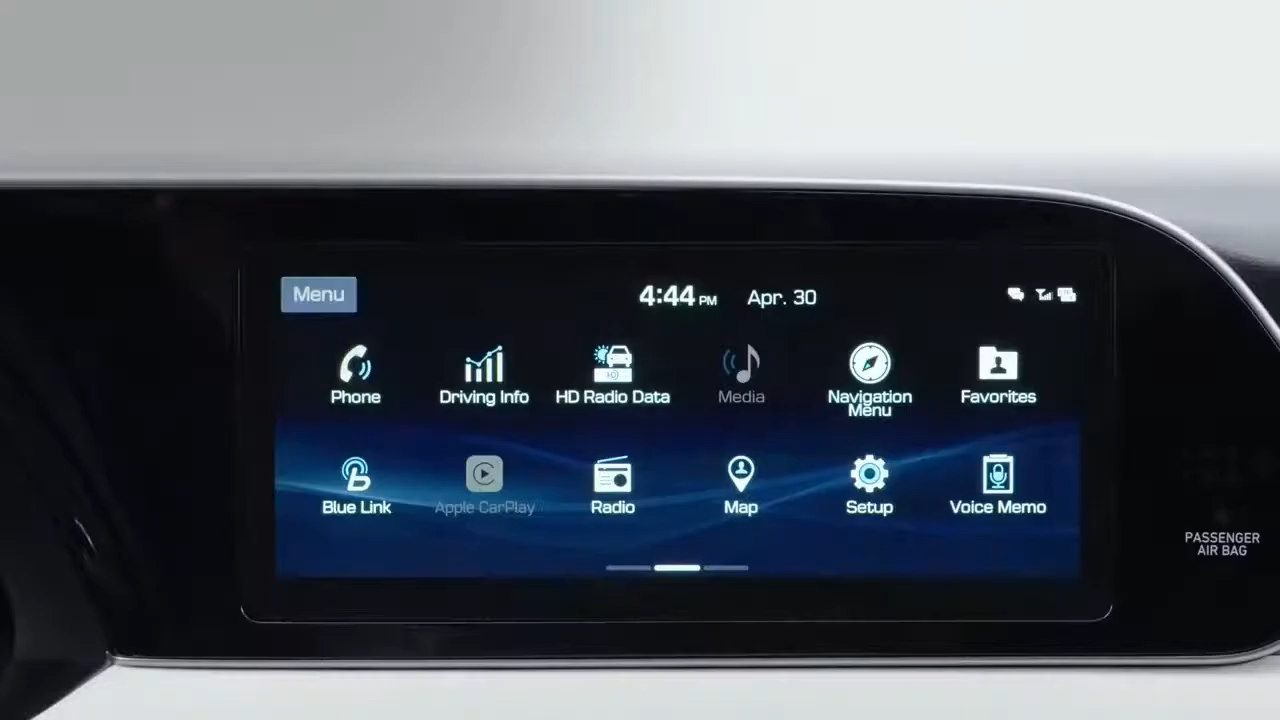 Menu
4:44 PM Apr. 30
Phone
Driving Info
HD Radio Data
Media
Navigation
Menu
Favorites
Blue Link
Apple CarPlay
Radio
Map
Setup
Voice Memo
PASSENGER
AIR BAG